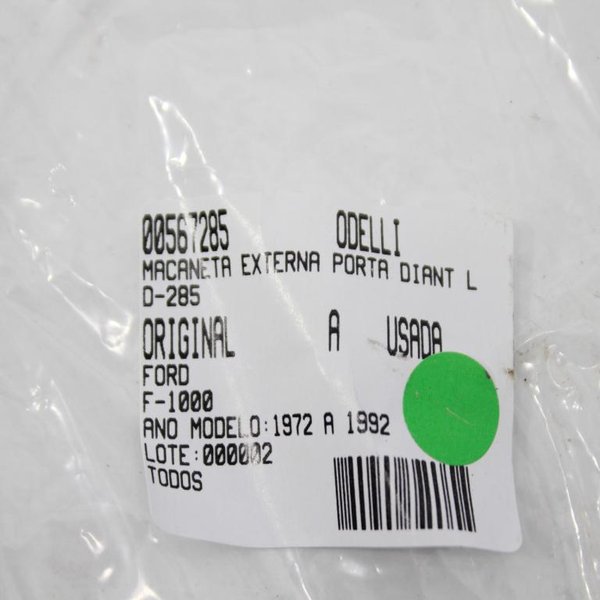 00567285 ODELLI
MACANETA EXTERNA PORTA DIANT L
D-285
ORIGINAL A USADA
FORD
F-1000
ANO MODELO:1972 A 1992
LOTE:000002
TODOS